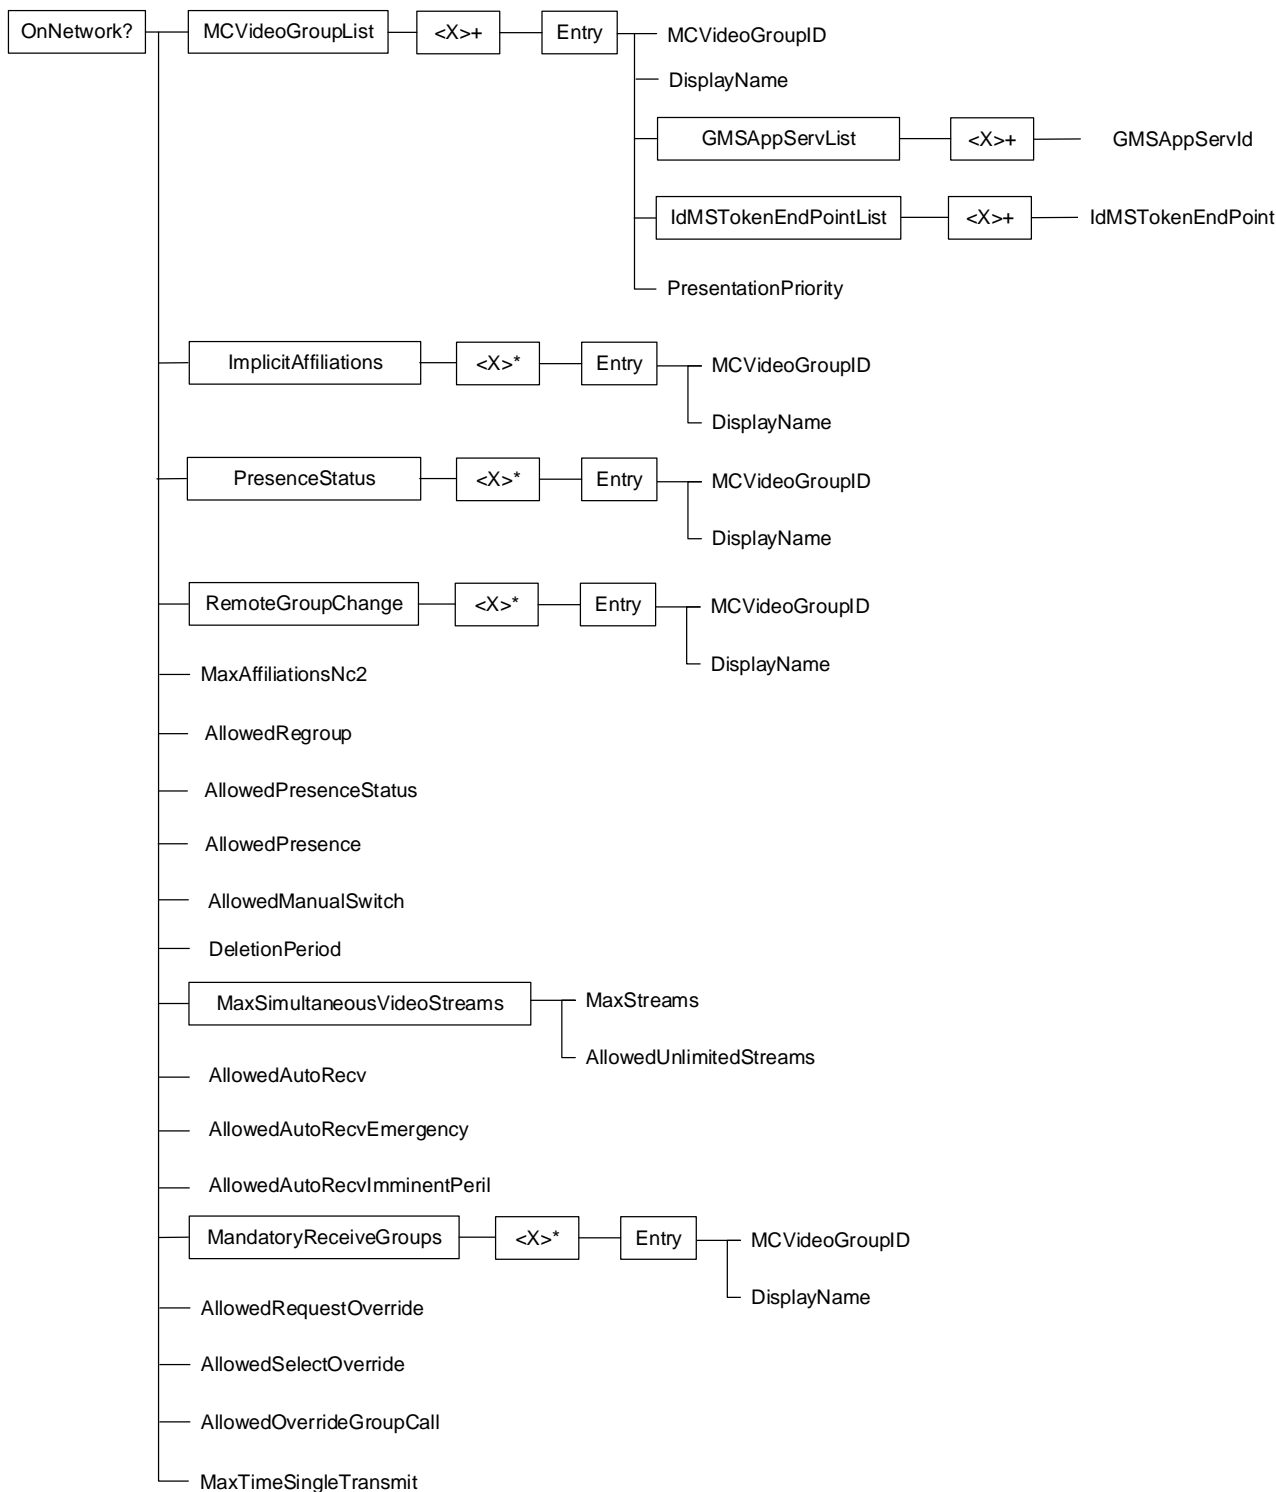 OnNetwork? MCVideoGroupList <X>+ Entry MCVideoGroupID
DisplayName
GMSAppServList <X>+ GMSAppServId
IdMSTokenEndPointList <X>+ IdMSTokenEndPoint
PresentationPriority
ImplicitAffiliations <X>* Entry MCVideoGroupID
DisplayName
PresenceStatus <X>* Entry MCVideoGroupID
DisplayName
RemoteGroupChange <X>* Entry MCVideoGroupID
DisplayName
MaxAffiliationsNc2
AllowedRegroup
AllowedPresenceStatus
AllowedPresence
AllowedManualSwitch
DeletionPeriod
MaxSimultaneousVideoStreams MaxStreams
AllowedUnlimitedStreams
AllowedAutoRecv
AllowedAutoRecvEmergency
AllowedAutoRecvImminentPeril
MandatoryReceiveGroups <X>* Entry MCVideoGroupID
DisplayName
AllowedRequestOverride
AllowedSelectOverride
AllowedOverrideGroupCall
MaxTimeSingleTransmit